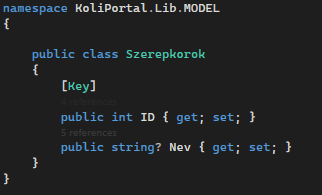 namespace KoliPortal.Lib.MODEL
{
public class Szerepkorok
{
[Key]
4 references
public int ID { get; set; }
5 references
public string? Nev { get; set; }
}
}